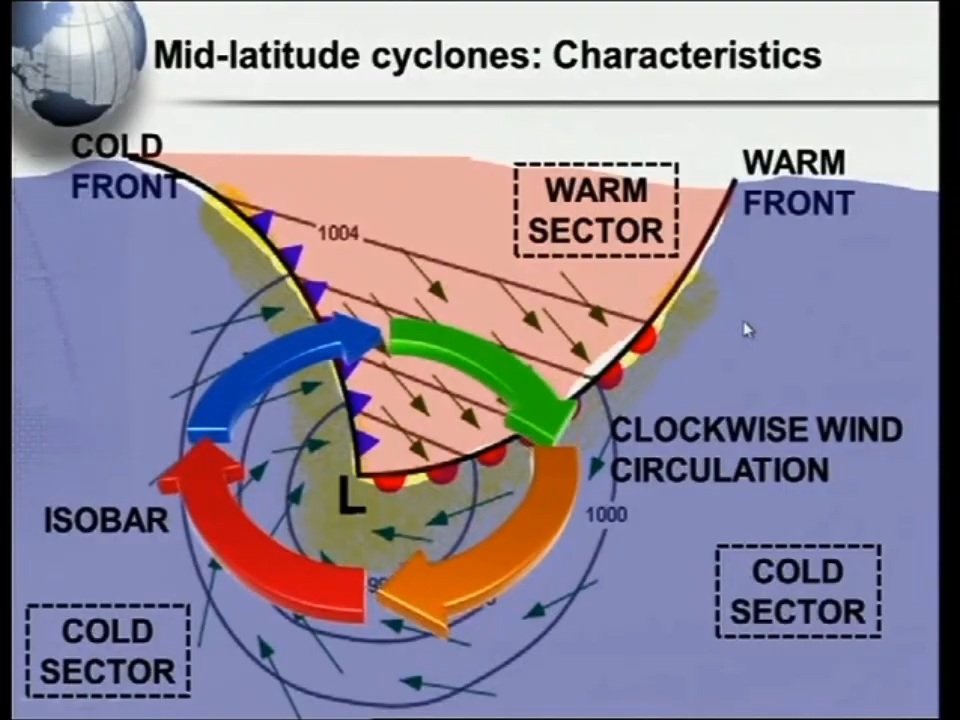 Mid-latitude cyclones: Characteristics
COLD
FRONT
WARM
SECTOR
WARM
FRONT
1004
CLOCKWISE WIND
CIRCULATION
L
ISOBAR
1000
COLD
SECTOR
COLD
SECTOR